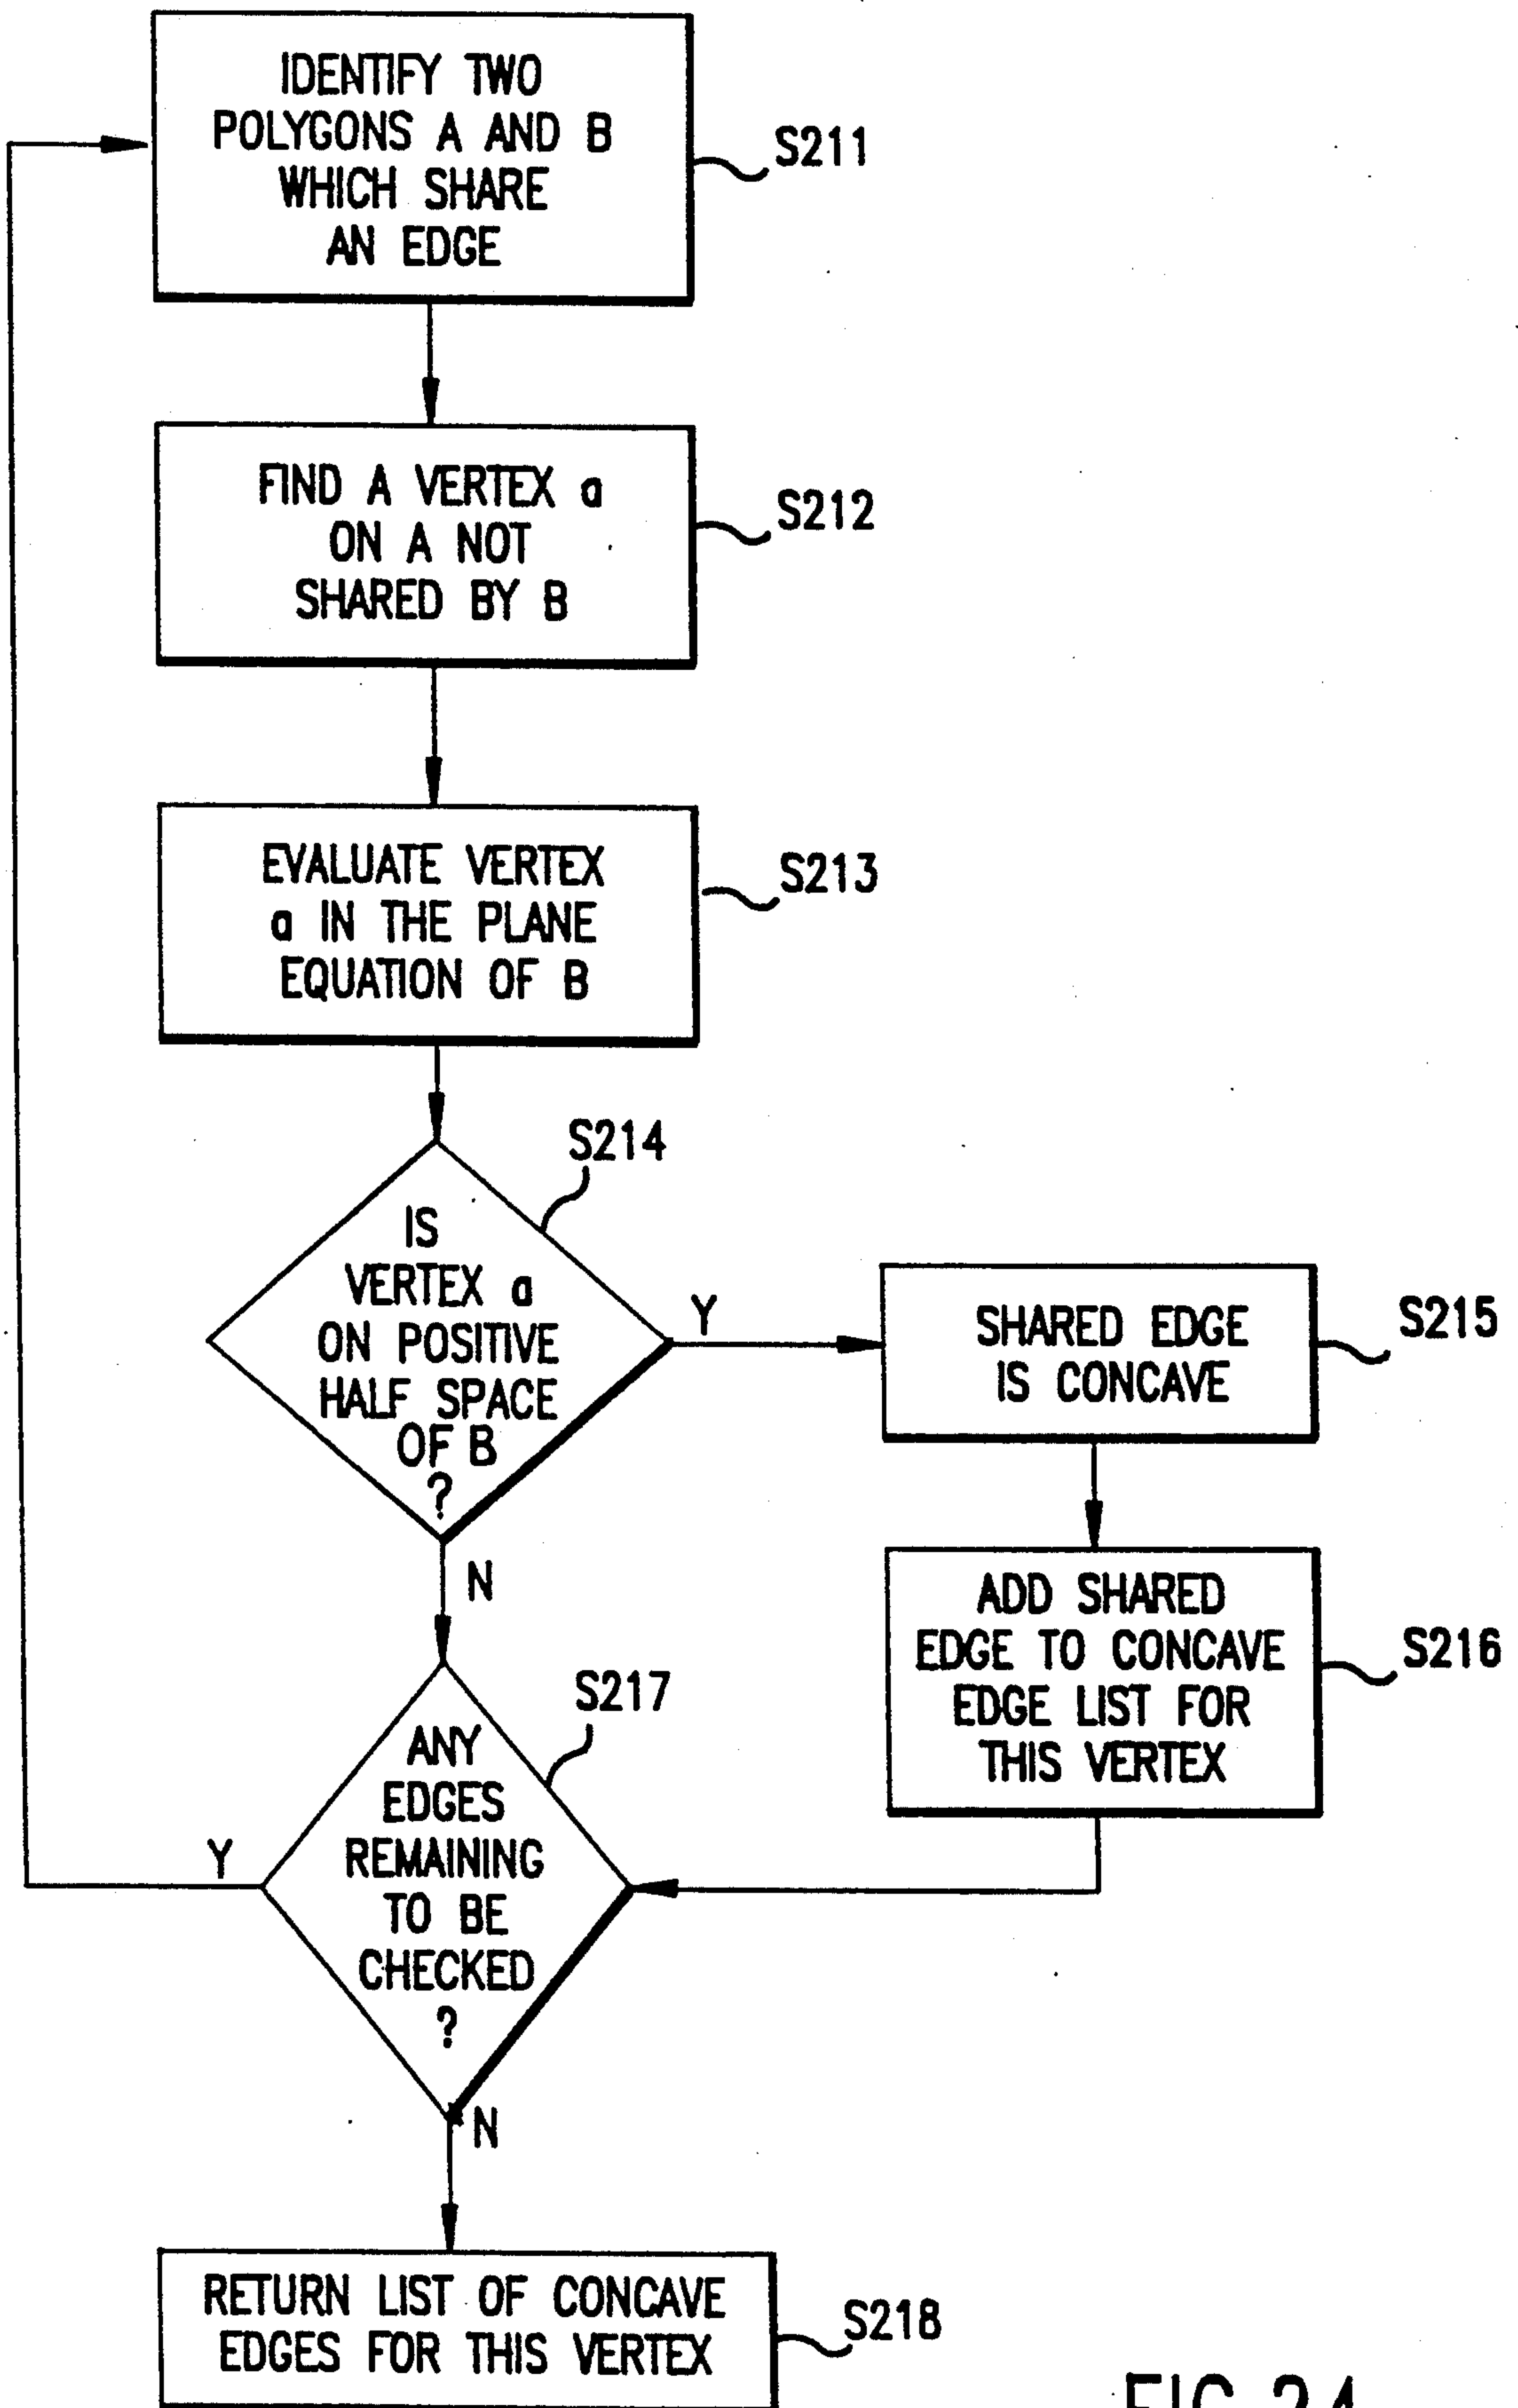 IDENTIFY TWO
POLYGONS A AND B
WHICH SHARE
AN EDGE
S211
FIND A VERTEX a
ON A NOT
SHARED BY B
S212
EVALUATE VERTEX
a IN THE PLANE
EQUATION OF B
S213
S214
IS
VERTEX a
ON POSITIVE
HALF SPACE
OF B
?
Y
N
SHARED EDGE
IS CONCAVE
S215
ADD SHARED
EDGE TO CONCAVE
EDGE LIST FOR
THIS VERTEX
S216
S217
ANY
EDGES
REMAINING
TO BE
CHECKED
?
Y
N
RETURN LIST OF CONCAVE
EDGES FOR THIS VERTEX
S218